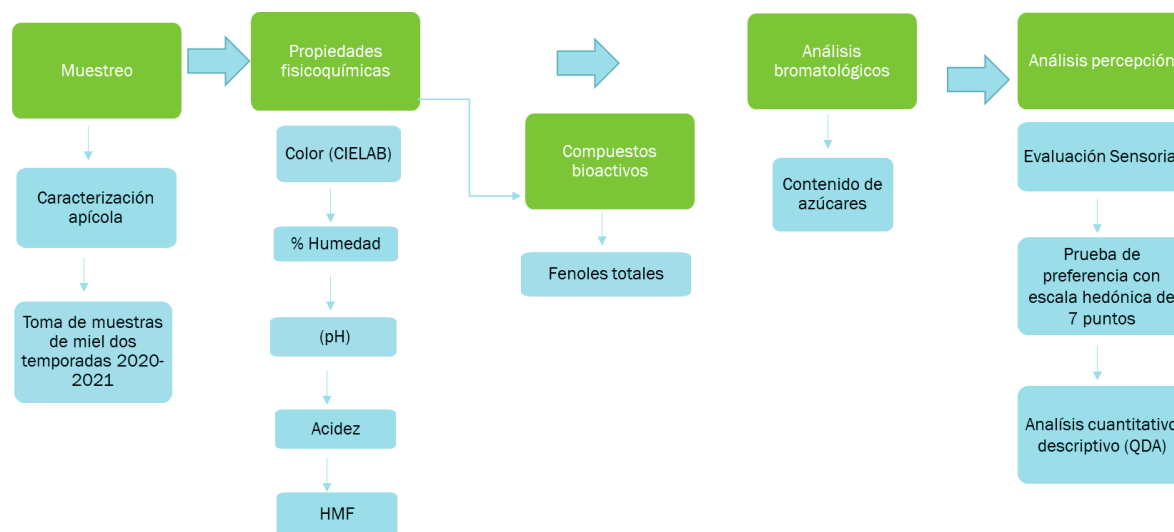 Muestreo
Caracterización
apícola
Toma de muestras
de miel dos
temporadas 2020-
2021
Propiedades
fisicoquímicas
Color (CIELAB)
% Humedad
(pH)
Acidez
HMF
Compuestos
bioactivos
Fenoles totales
Análisis
bromatológicos
Contenido de
azúcares
Análisis percepción
Evaluación Sensoria
Prueba de
preferencia con
escala hedónica de
7 puntos
Analísis cuantitativo
descriptivo (QDA)